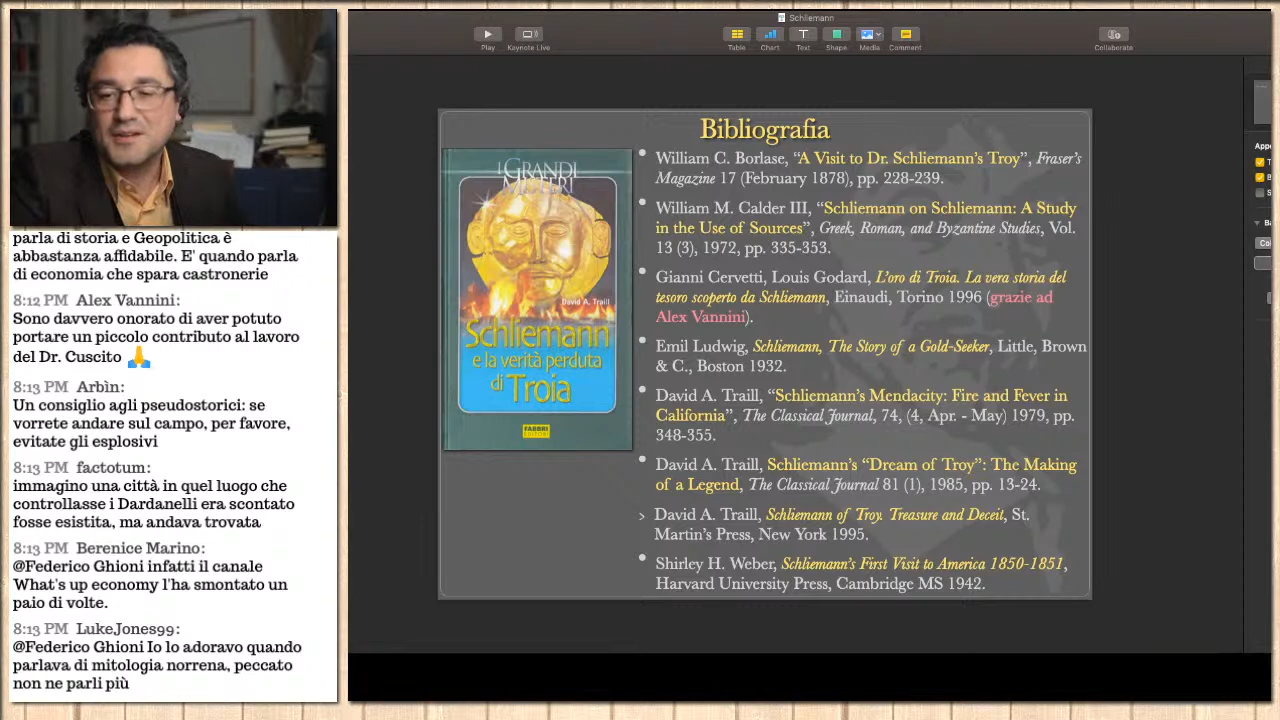 parla di storia e Geopolitica è
abbastanza affidabile. E' quando parla
di economia che spara castronerie
8:12 PM Alex Vannini:
Sono davvero onorato di aver potuto
portare un piccolo contributo al lavoro
del Dr. Cuscito 🙏
8:13 PM Arbìn:
Un consiglio agli pseudostorici: se
vorrete andare sul campo, per favore,
evitate gli esplosivi
8:13 PM factotum:
immagino una città in quel luogo che
controllasse i Dardanelli era scontato
fosse esistita, ma andava trovata
8:13 PM Berenice Marino:
@Federico Ghioni infatti il canale
What's up economy l'ha smontato un
paio di volte.
8:13 PM LukeJones99:
@Federico Ghioni Io lo adoravo quando
parlava di mitologia norrena, peccato
non ne parli più
Schliemann
Play
Keynote Live
Table
Chart
Text
Shape
Media
Comment
Collaborate
Bibliografia
I GRANDI
MISTERI
David A. Traill
Schliemann
e la verità perduta
di Troia
FABBRI
EDITORI
• William C. Borlase, “A Visit to Dr. Schliemann’s Troy”, Fraser’s
Magazine 17 (February 1878), pp. 228-239.
• William M. Calder III, “Schliemann on Schliemann: A Study
in the Use of Sources”, Greek, Roman, and Byzantine Studies, Vol.
13 (3), 1972, pp. 335-353.
• Gianni Cervetti, Louis Godard, L’oro di Troia. La vera storia del
tesoro scoperto da Schliemann, Einaudi, Torino 1996 (grazie ad
Alex Vannini).
• Emil Ludwig, Schliemann, The Story of a Gold-Seeker, Little, Brown
& C., Boston 1932.
• David A. Traill, “Schliemann’s Mendacity: Fire and Fever in
California”, The Classical Journal, 74, (4, Apr. - May) 1979, pp.
348-355.
• David A. Traill, Schliemann’s “Dream of Troy”: The Making
of a Legend, The Classical Journal 81 (1), 1985, pp. 13-24.
> David A. Traill, Schliemann of Troy. Treasure and Deceit, St.
Martin’s Press, New York 1995.
• Shirley H. Weber, Schliemann’s First Visit to America 1850-1851,
Harvard University Press, Cambridge MS 1942.
Appe
Ba
Col